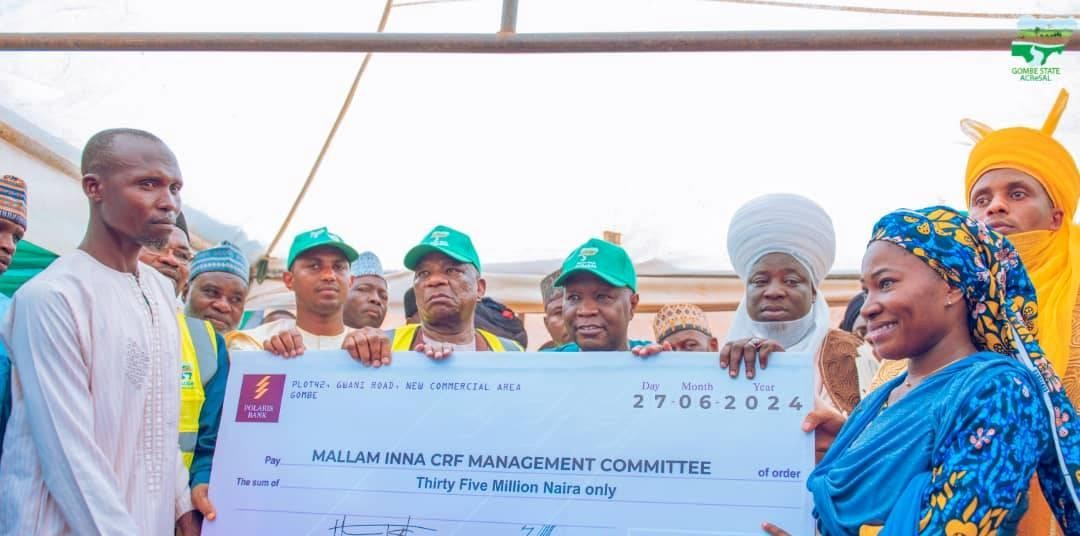 GOMBE STATE
ACReSAL
POLARIS
BANK
PLOT42, GWANI ROAD, NEW COMMERCIAL AREA
GOMBE
Day Month Year
27-06-2024
Pay MALLAM INNA CRF MANAGEMENT COMMITTEE of order
The sum of Thirty Five Million Naira only